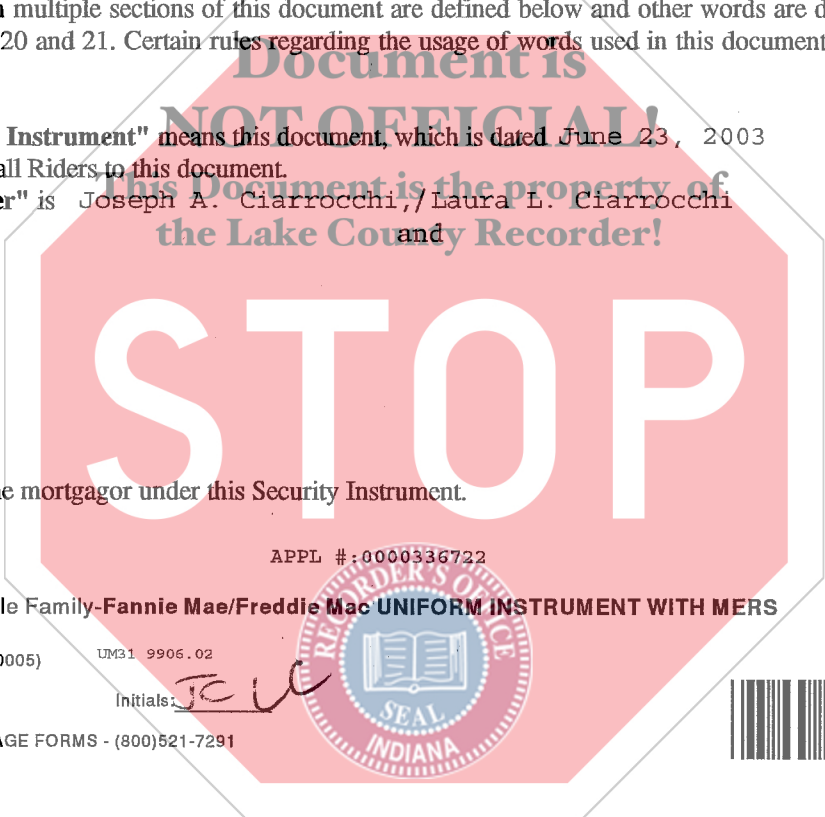 multiple sections of this document are defined below and other words are d
20 and 21. Certain rules regarding the usage of words used in this document
Document is
NOT OFFICIAL!
Instrument" means this document, which is dated June 23, 2003
all Riders to this document.
This Document is the property of
er" is Joseph A. Ciarrocchi,/Laura L. Ciarrocchi
the Lake County Recorder!
and
STOP
e mortgagor under this Security Instrument.
APPL #:0000336722
le Family-Fannie Mae/Freddie Mac UNIFORM INSTRUMENT WITH MERS
0005)
UM31 9906.02
Initials: JC LC
RECORDER'S OFFICE
SEAL
INDIANA
AGE FORMS - (800)521-7291